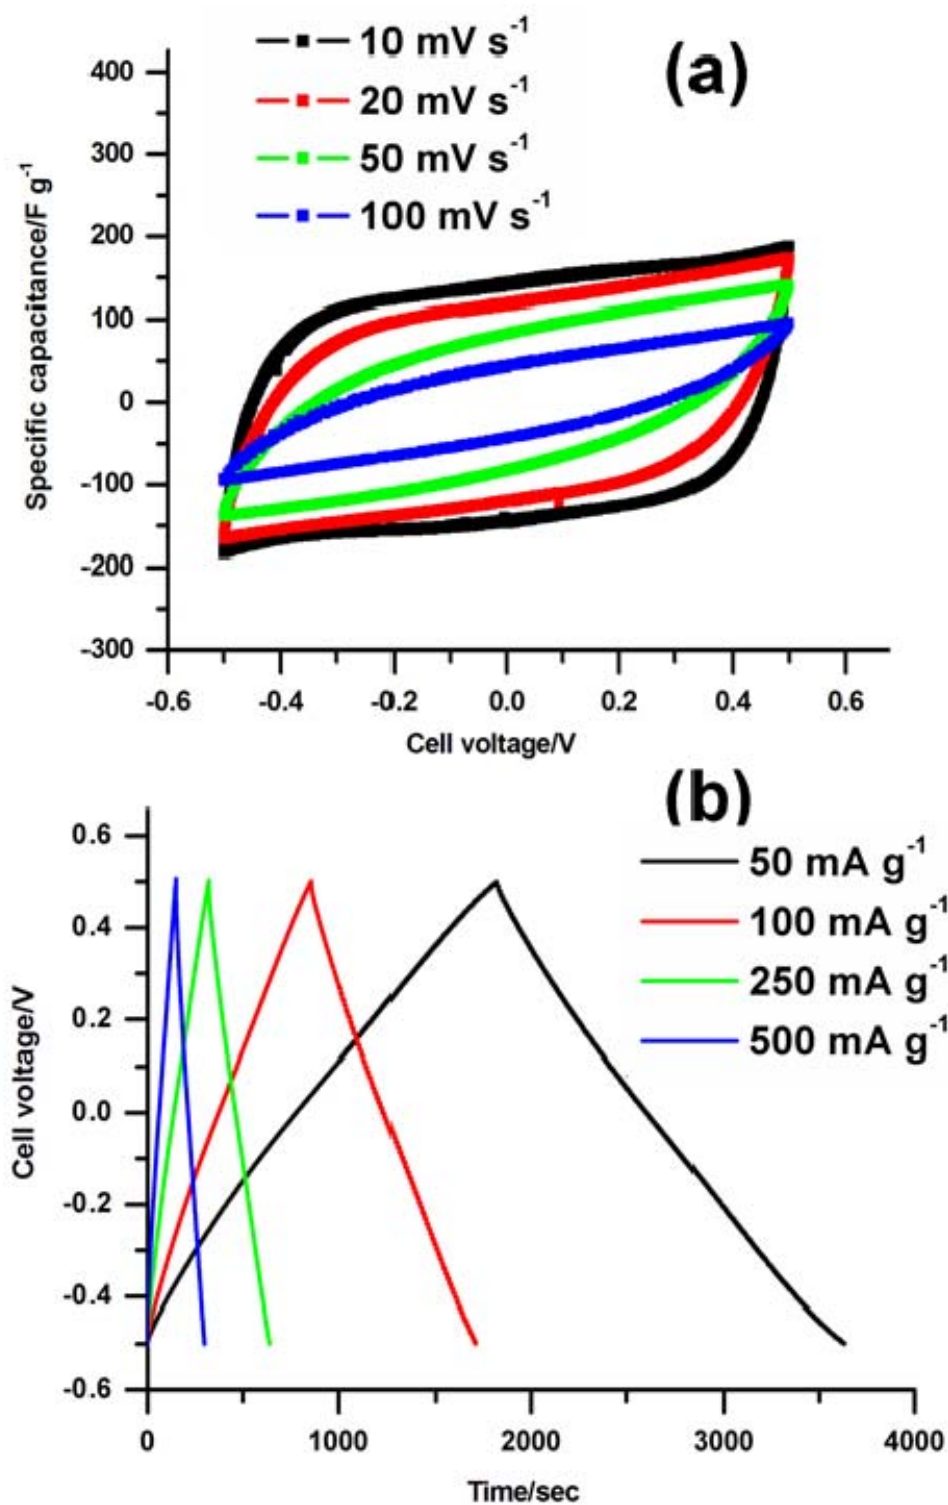 10 mV s⁻¹
20 mV s⁻¹
50 mV s⁻¹
100 mV s⁻¹
(a)
400
300
200
100
0
-100
-200
-300
Specific capacitance/F g⁻¹
-0.6
-0.4
-0.2
0.0
0.2
0.4
0.6
Cell voltage/V
(b)
50 mA g⁻¹
100 mA g⁻¹
250 mA g⁻¹
500 mA g⁻¹
0.6
0.4
0.2
0.0
-0.2
-0.4
-0.6
Cell voltage/V
0
1000
2000
3000
4000
Time/sec